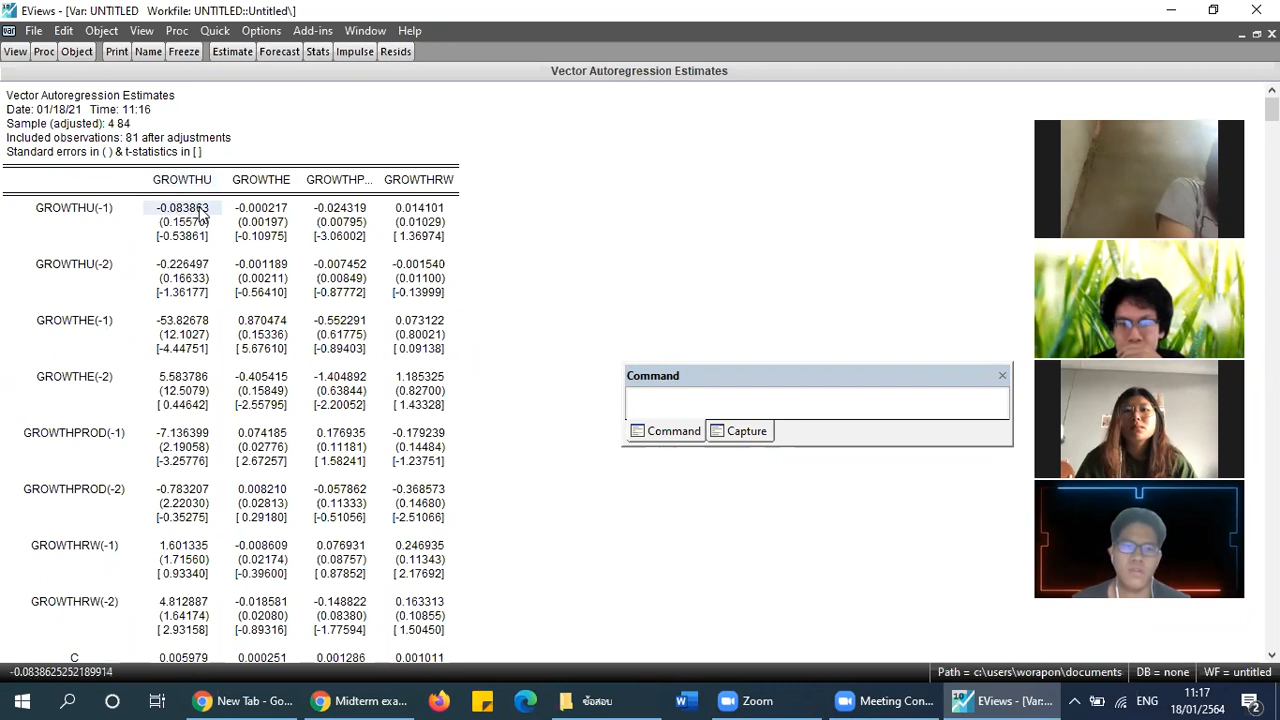 EViews - [Var: UNTITLED   Workfile: UNTITLED::Untitled\]
File Edit Object View Proc Quick Options Add-ins Window Help
View Proc Object Print Name Freeze Estimate Forecast Stats Impulse Resids
Vector Autoregression Estimates
Vector Autoregression Estimates
Date: 01/18/21   Time: 11:16
Sample (adjusted): 4 84
Included observations: 81 after adjustments
Standard errors in ( ) & t-statistics in [ ]
GROWTHU GROWTHE GROWTHP... GROWTHRW
GROWTHU(-1) -0.083863 -0.000217 -0.024319 0.014101
(0.15570) (0.00197) (0.00795) (0.01029)
[-0.53861] [-0.10975] [-3.06002] [ 1.36974]
GROWTHU(-2) -0.226497 -0.001189 -0.007452 -0.001540
(0.16633) (0.00211) (0.00849) (0.01100)
[-1.36177] [-0.56410] [-0.87772] [-0.13999]
GROWTHE(-1) -53.82678 0.870474 -0.552291 0.073122
(12.1027) (0.15336) (0.61775) (0.80021)
[-4.44751] [ 5.67610] [-0.89403] [ 0.09138]
GROWTHE(-2) 5.583786 -0.405415 -1.404892 1.185325
(12.5079) (0.15849) (0.63844) (0.82700)
[ 0.44642] [-2.55795] [-2.20052] [ 1.43328]
GROWTHPROD(-1) -7.136399 0.074185 0.176935 -0.179239
(2.19058) (0.02776) (0.11181) (0.14484)
[-3.25776] [ 2.67257] [ 1.58241] [-1.23751]
GROWTHPROD(-2) -0.783207 0.008210 -0.057862 -0.368573
(2.22030) (0.02813) (0.11333) (0.14680)
[-0.35275] [ 0.29180] [-0.51056] [-2.51066]
GROWTHRW(-1) 1.601335 -0.008609 0.076931 0.246935
(1.71560) (0.02174) (0.08757) (0.11343)
[ 0.93340] [-0.39600] [ 0.87852] [ 2.17692]
GROWTHRW(-2) 4.812887 -0.018581 -0.148822 0.163313
(1.64174) (0.02080) (0.08380) (0.10855)
[ 2.93158] [-0.89316] [-1.77594] [ 1.50450]
C 0.005979 0.000251 0.001286 0.001011
Command
Command Capture
-0.0838625252189914 Path = c:\users\worapon\documents DB = none WF = untitled
New Tab - Go... Midterm exa... ข้อสอบ Zoom Meeting Con... EViews - [Var:... ENG 11:17
18/01/2564